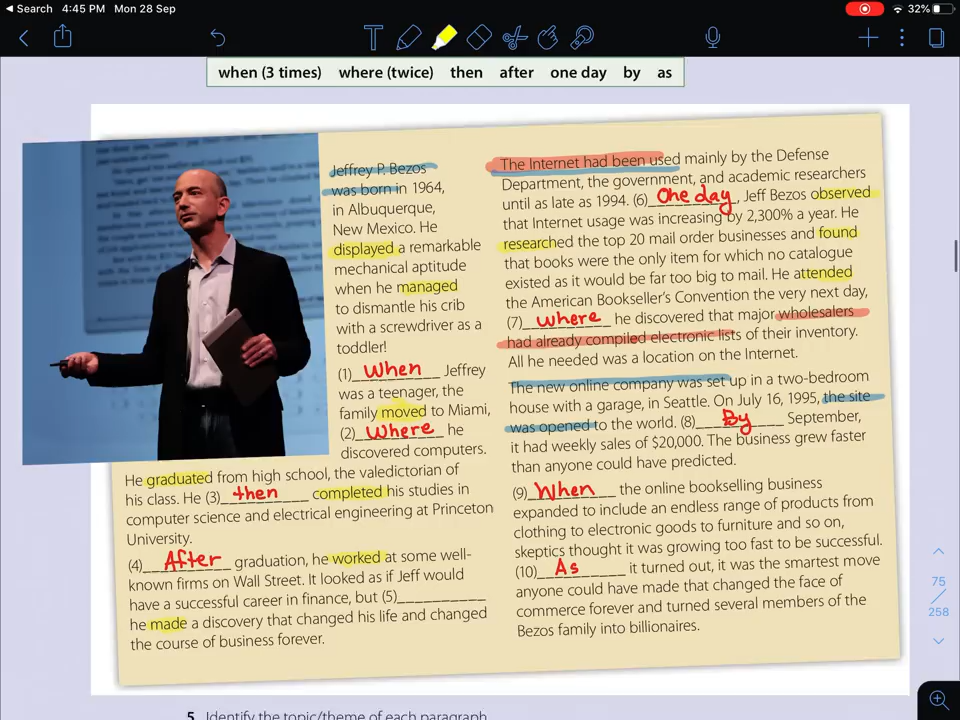 Search 4:45 PM Mon 28 Sep 32%
when (3 times) where (twice) then after one day by as
Jeffrey P. Bezos
was born in 1964,
in Albuquerque,
New Mexico. He
displayed a remarkable
mechanical aptitude
when he managed
to dismantle his crib
with a screwdriver as a
toddler!
(1) When Jeffrey
was a teenager, the
family moved to Miami,
(2) Where he
discovered computers.
He graduated from high school, the valedictorian of
his class. He (3) then completed his studies in
computer science and electrical engineering at Princeton
University.
(4) After graduation, he worked at some well-
known firms on Wall Street. It looked as if Jeff would
have a successful career in finance, but (5)__________
he made a discovery that changed his life and changed
the course of business forever.
The Internet had been used mainly by the Defense
Department, the government, and academic researchers
until as late as 1994. (6) One day, Jeff Bezos observed
that Internet usage was increasing by 2,300% a year. He
researched the top 20 mail order businesses and found
that books were the only item for which no catalogue
existed as it would be far too big to mail. He attended
the American Bookseller's Convention the very next day,
(7) where he discovered that major wholesalers
had already compiled electronic lists of their inventory.
All he needed was a location on the Internet.
The new online company was set up in a two-bedroom
house with a garage, in Seattle. On July 16, 1995, the site
was opened to the world. (8) By September,
it had weekly sales of $20,000. The business grew faster
than anyone could have predicted.
(9) When the online bookselling business
expanded to include an endless range of products from
clothing to electronic goods to furniture and so on,
skeptics thought it was growing too fast to be successful.
(10) As it turned out, it was the smartest move
anyone could have made that changed the face of
commerce forever and turned several members of the
Bezos family into billionaires.
75
258
5 Identify the topic/theme of each paragraph